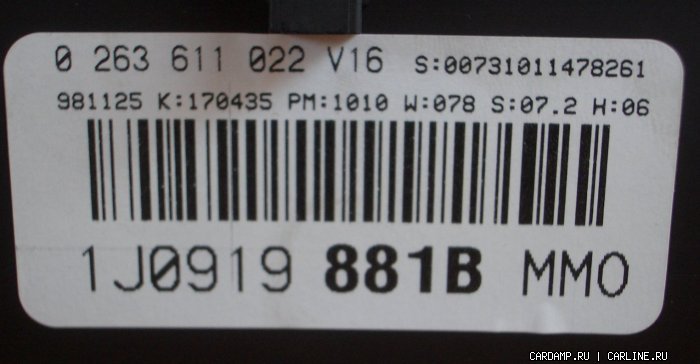 0 263 611 022 V16 S:00731011478261
981125 K:170435 PM:1010 W:078 S:07.2 H:06
1J0919 881B MMO
CARDAMP.RU | CARLINE.RU